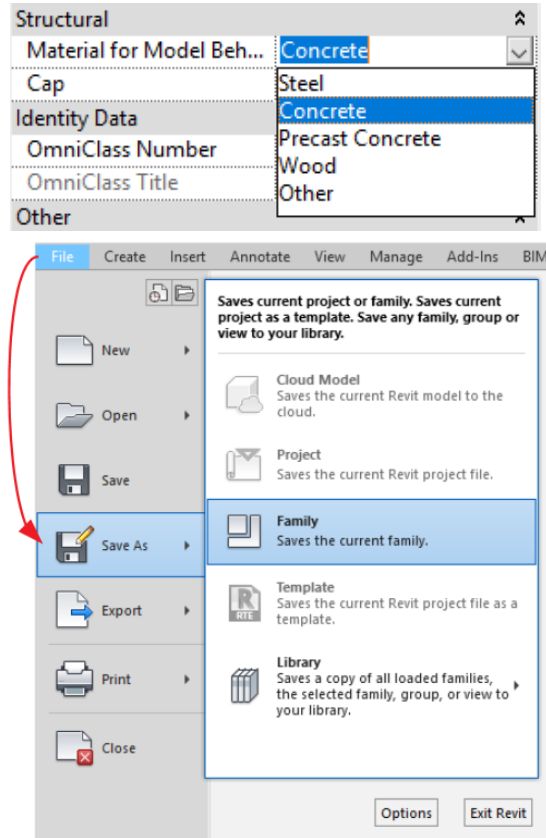 Structural
Material for Model Beh... Concrete
Cap
Steel
Concrete
Precast Concrete
Wood
Other
Identity Data
OmniClass Number
OmniClass Title
Other
File Create Insert Annotate View Manage Add-Ins BIM
New
Open
Save
Save As
Export
Print
Close
Saves current project or family. Saves current
project as a template. Save any family, group or
view to your library.
Cloud Model
Saves the current Revit model to the
cloud.
Project
Saves the current Revit project file.
Family
Saves the current family.
Template
Saves the current Revit project file as a
template.
R
RTE
Library
Saves a copy of all loaded families,
the selected family, group, or view to
your library.
Options Exit Revit